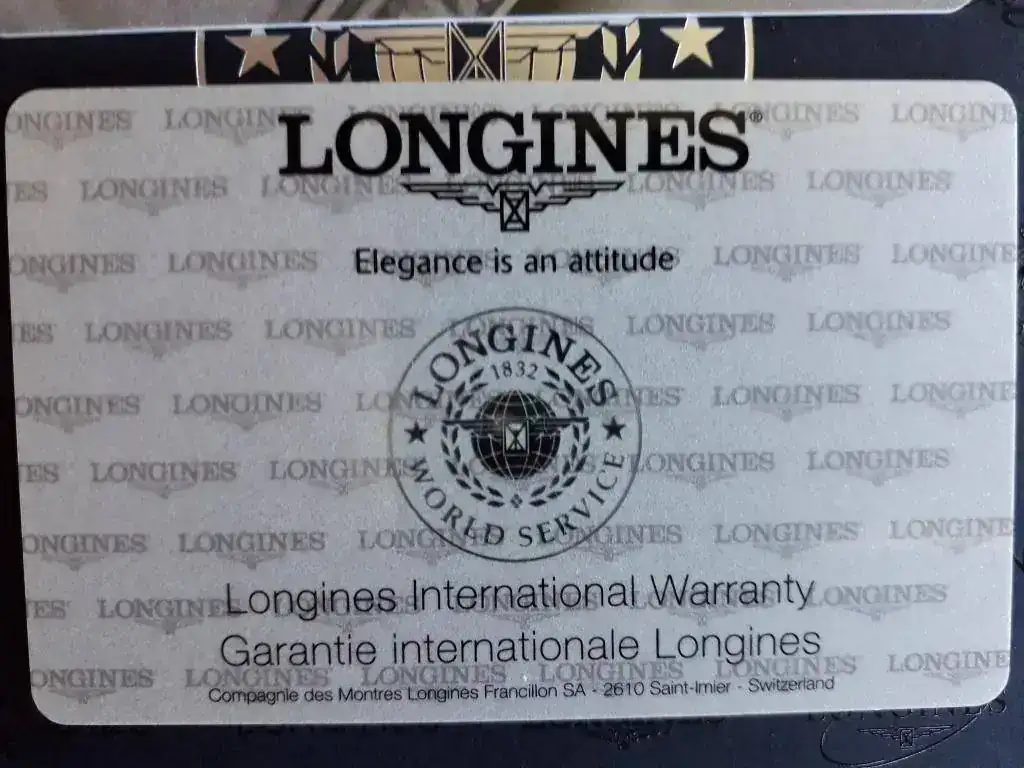 LONGINES®
Elegance is an attitude
LONGINES
1832
WORLD SERVICE
Longines International Warranty
Garantie internationale Longines
Compagnie des Montres Longines Francillon SA - 2610 Saint-Imier - Switzerland